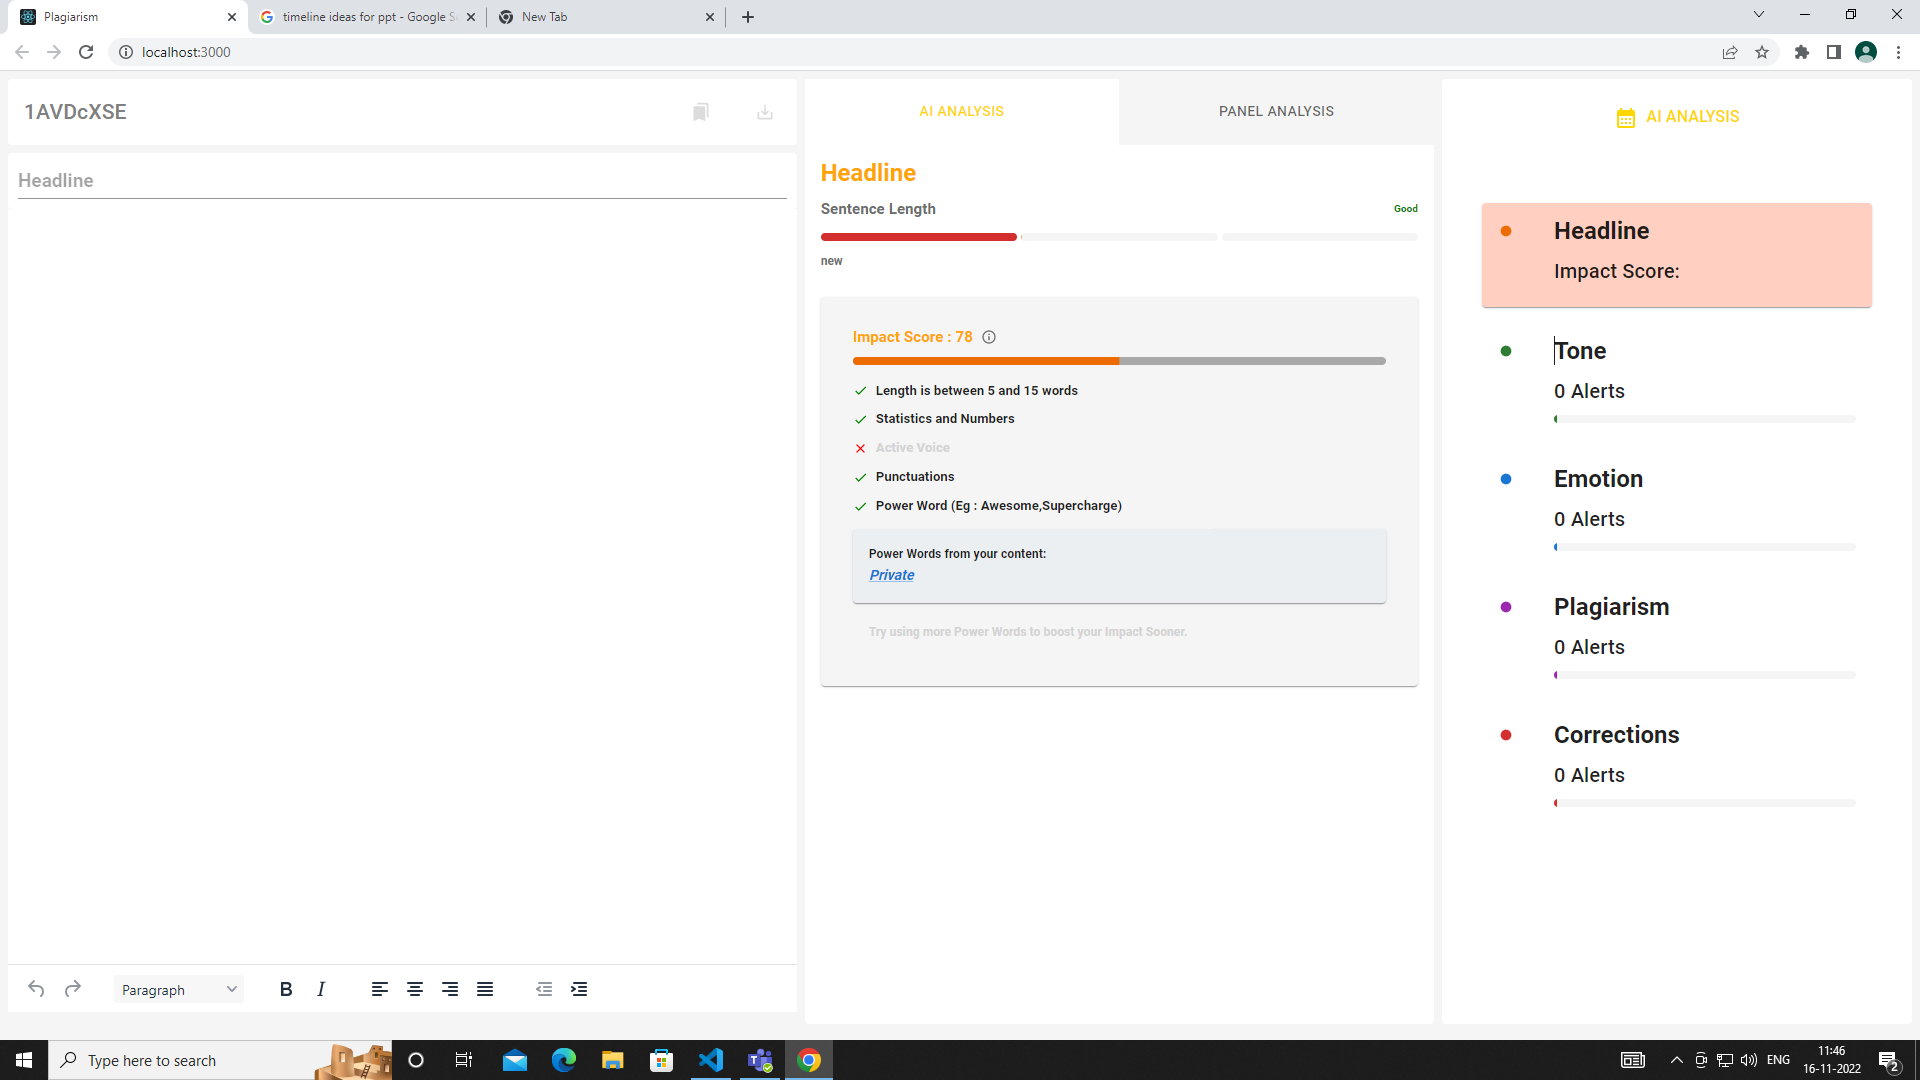 Plagiarism
timeline ideas for ppt - Google S
New Tab
localhost:3000
1AVDcXSE
Headline
Paragraph
B I
AI ANALYSIS
PANEL ANALYSIS
Headline
Sentence Length
Good
new
Impact Score : 78
Length is between 5 and 15 words
Statistics and Numbers
Active Voice
Punctuations
Power Word (Eg : Awesome,Supercharge)
Power Words from your content:
Private
Try using more Power Words to boost your Impact Sooner.
AI ANALYSIS
Headline
Impact Score:
Tone
0 Alerts
Emotion
0 Alerts
Plagiarism
0 Alerts
Corrections
0 Alerts
Type here to search
ENG
11:46
16-11-2022
2